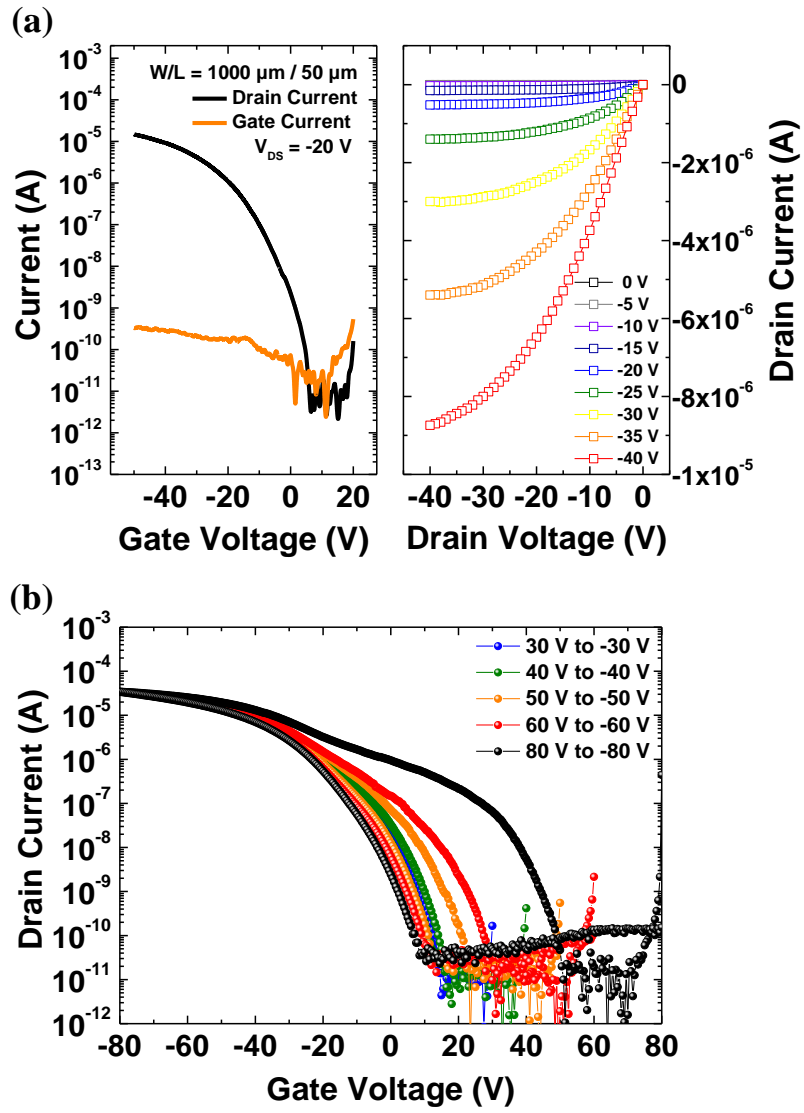 (a)
W/L = 1000 μm / 50 μm
Drain Current
Gate Current
V_DS = -20 V
10^-3
10^-4
10^-5
10^-6
10^-7
10^-8
10^-9
10^-10
10^-11
10^-12
10^-13
Current (A)
-40 -20 0 20
Gate Voltage (V)
0
-2x10^-6
-4x10^-6
-6x10^-6
-8x10^-6
-1x10^-5
Drain Current (A)
0 V
-5 V
-10 V
-15 V
-20 V
-25 V
-30 V
-35 V
-40 V
-40 -30 -20 -10 0
Drain Voltage (V)
(b)
10^-3
10^-4
10^-5
10^-6
10^-7
10^-8
10^-9
10^-10
10^-11
10^-12
Drain Current (A)
30 V to -30 V
40 V to -40 V
50 V to -50 V
60 V to -60 V
80 V to -80 V
-80 -60 -40 -20 0 20 40 60 80
Gate Voltage (V)